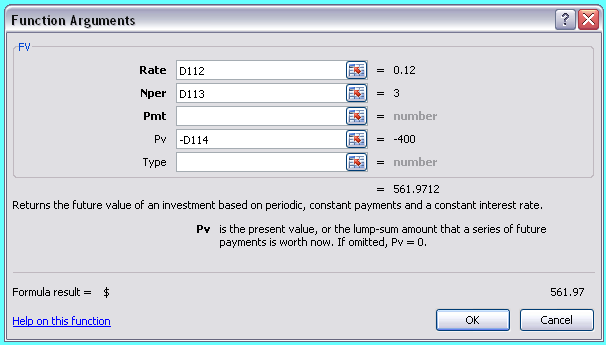 Function Arguments
FV
Rate D112 = 0.12
Nper D113 = 3
Pmt = number
Pv -D114 = -400
Type = number
= 561.9712
Returns the future value of an investment based on periodic, constant payments and a constant interest rate.
Pv is the present value, or the lump-sum amount that a series of future
payments is worth now. If omitted, Pv = 0.
Formula result = $ 561.97
Help on this function OK Cancel